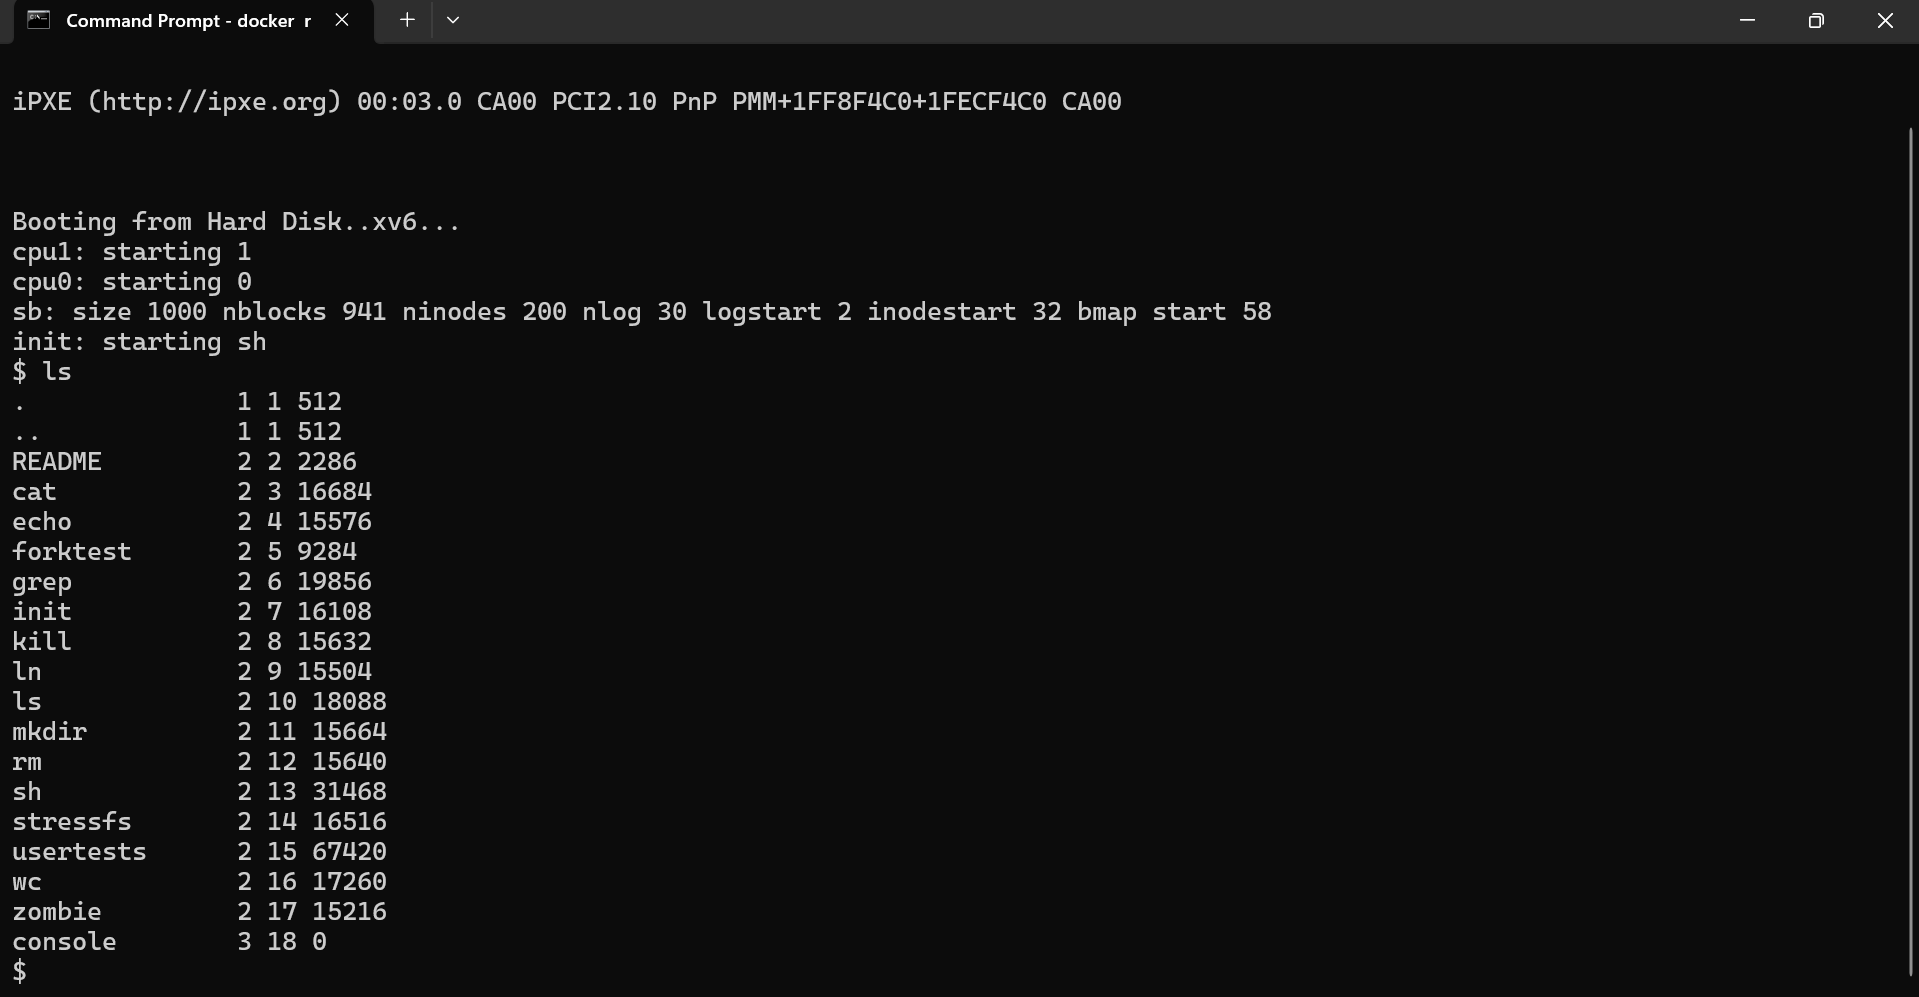 Command Prompt - docker  r
iPXE (http://ipxe.org) 00:03.0 CA00 PCI2.10 PnP PMM+1FF8F4C0+1FECF4C0 CA00
Booting from Hard Disk..xv6...
cpu1: starting 1
cpu0: starting 0
sb: size 1000 nblocks 941 ninodes 200 nlog 30 logstart 2 inodestart 32 bmap start 58
init: starting sh
$ ls
.              1 1 512
..             1 1 512
README         2 2 2286
cat            2 3 16684
echo           2 4 15576
forktest       2 5 9284
grep           2 6 19856
init           2 7 16108
kill           2 8 15632
ln             2 9 15504
ls             2 10 18088
mkdir          2 11 15664
rm             2 12 15640
sh             2 13 31468
stressfs       2 14 16516
usertests      2 15 67420
wc             2 16 17260
zombie         2 17 15216
console        3 18 0
$